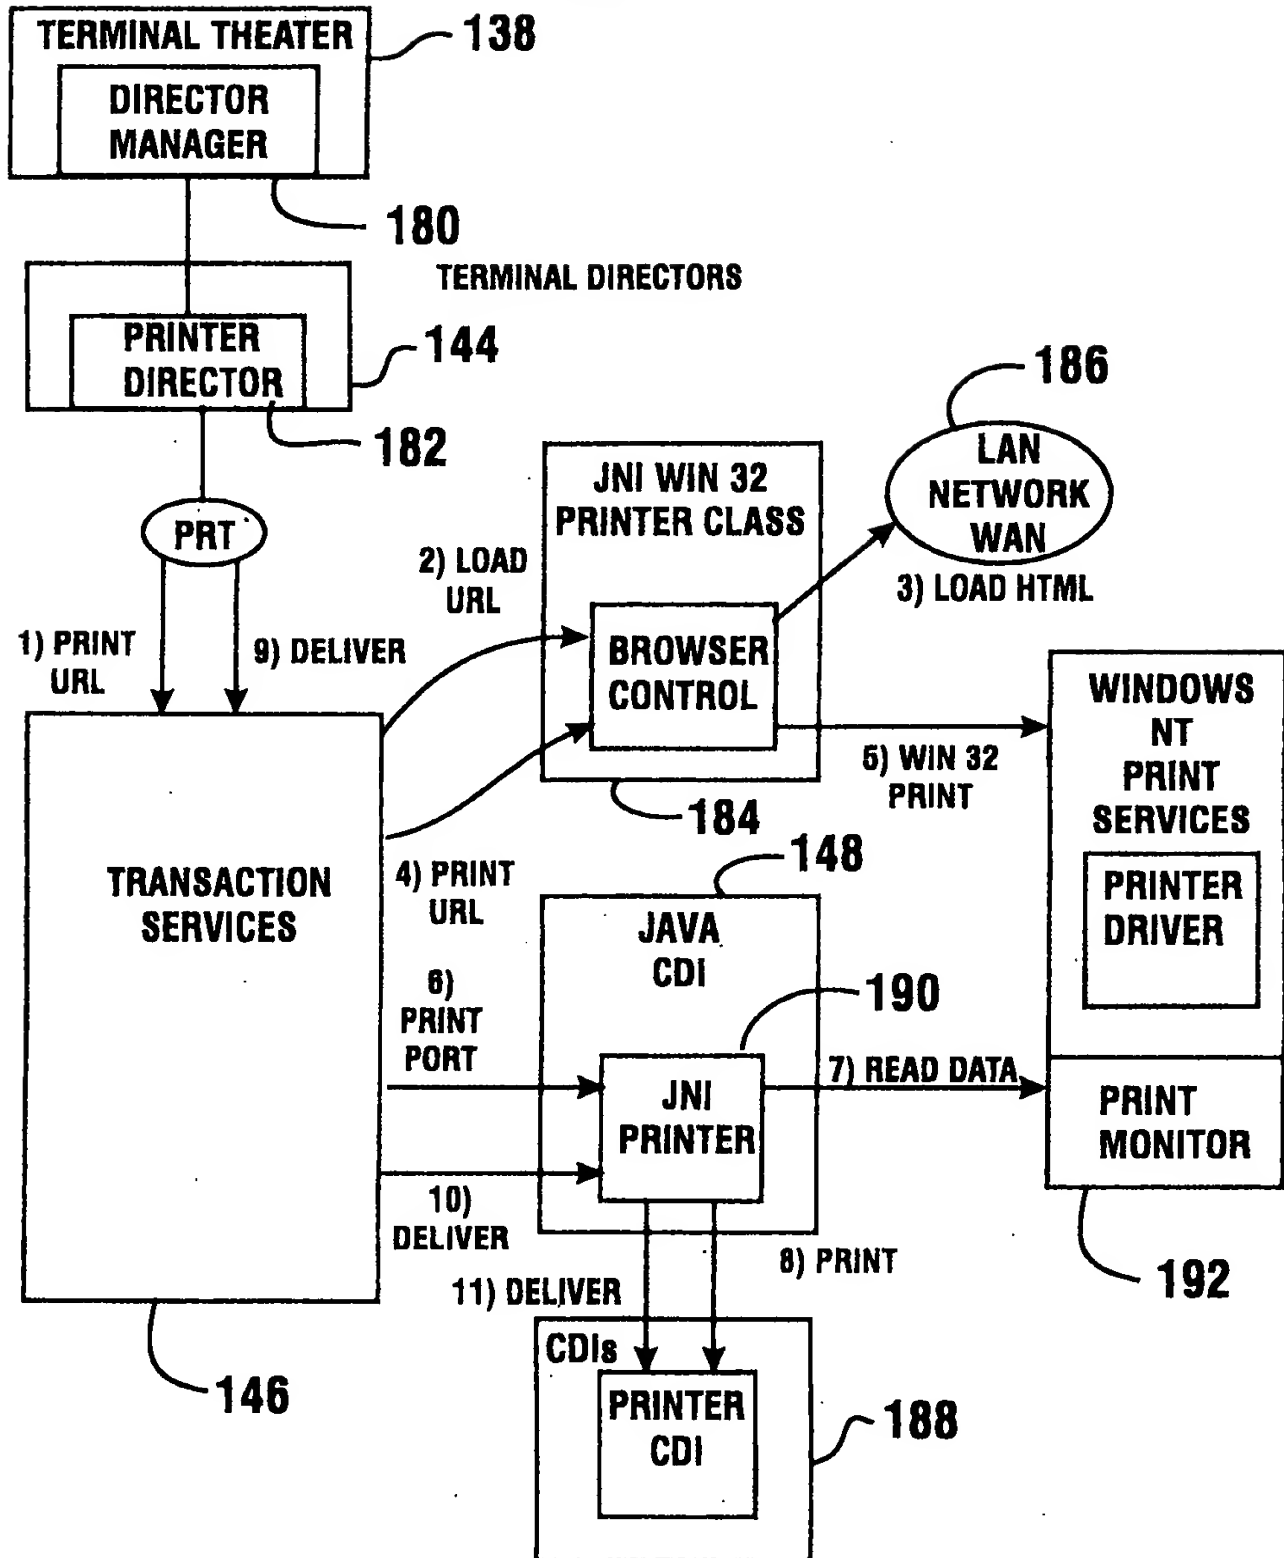 TERMINAL THEATER
138
DIRECTOR
MANAGER
180
TERMINAL DIRECTORS
PRINTER
DIRECTOR
144
182
PRT
1) PRINT
URL
9) DELIVER
2) LOAD
URL
JNI WIN 32
PRINTER CLASS
BROWSER
CONTROL
184
186
LAN
NETWORK
WAN
3) LOAD HTML
4) PRINT
URL
5) WIN 32
PRINT
WINDOWS
NT
PRINT
SERVICES
PRINTER
DRIVER
TRANSACTION
SERVICES
146
148
JAVA
CDI
190
6)
PRINT
PORT
JNI
PRINTER
7) READ DATA
PRINT
MONITOR
192
10)
DELIVER
8) PRINT
11) DELIVER
CDIs
PRINTER
CDI
188